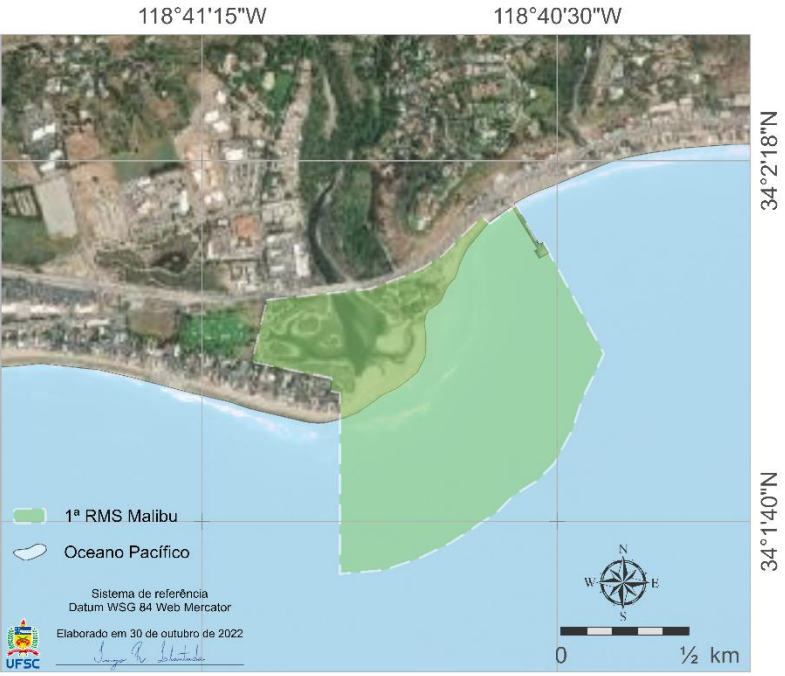 118°41'15"W 118°40'30"W
34°2'18"N
34°1'40"N
1ª RMS Malibu
Oceano Pacífico
Sistema de referência
Datum WSG 84 Web Mercator
Elaborado em 30 de outubro de 2022
UFSC
N
W E
S
0 ½ km